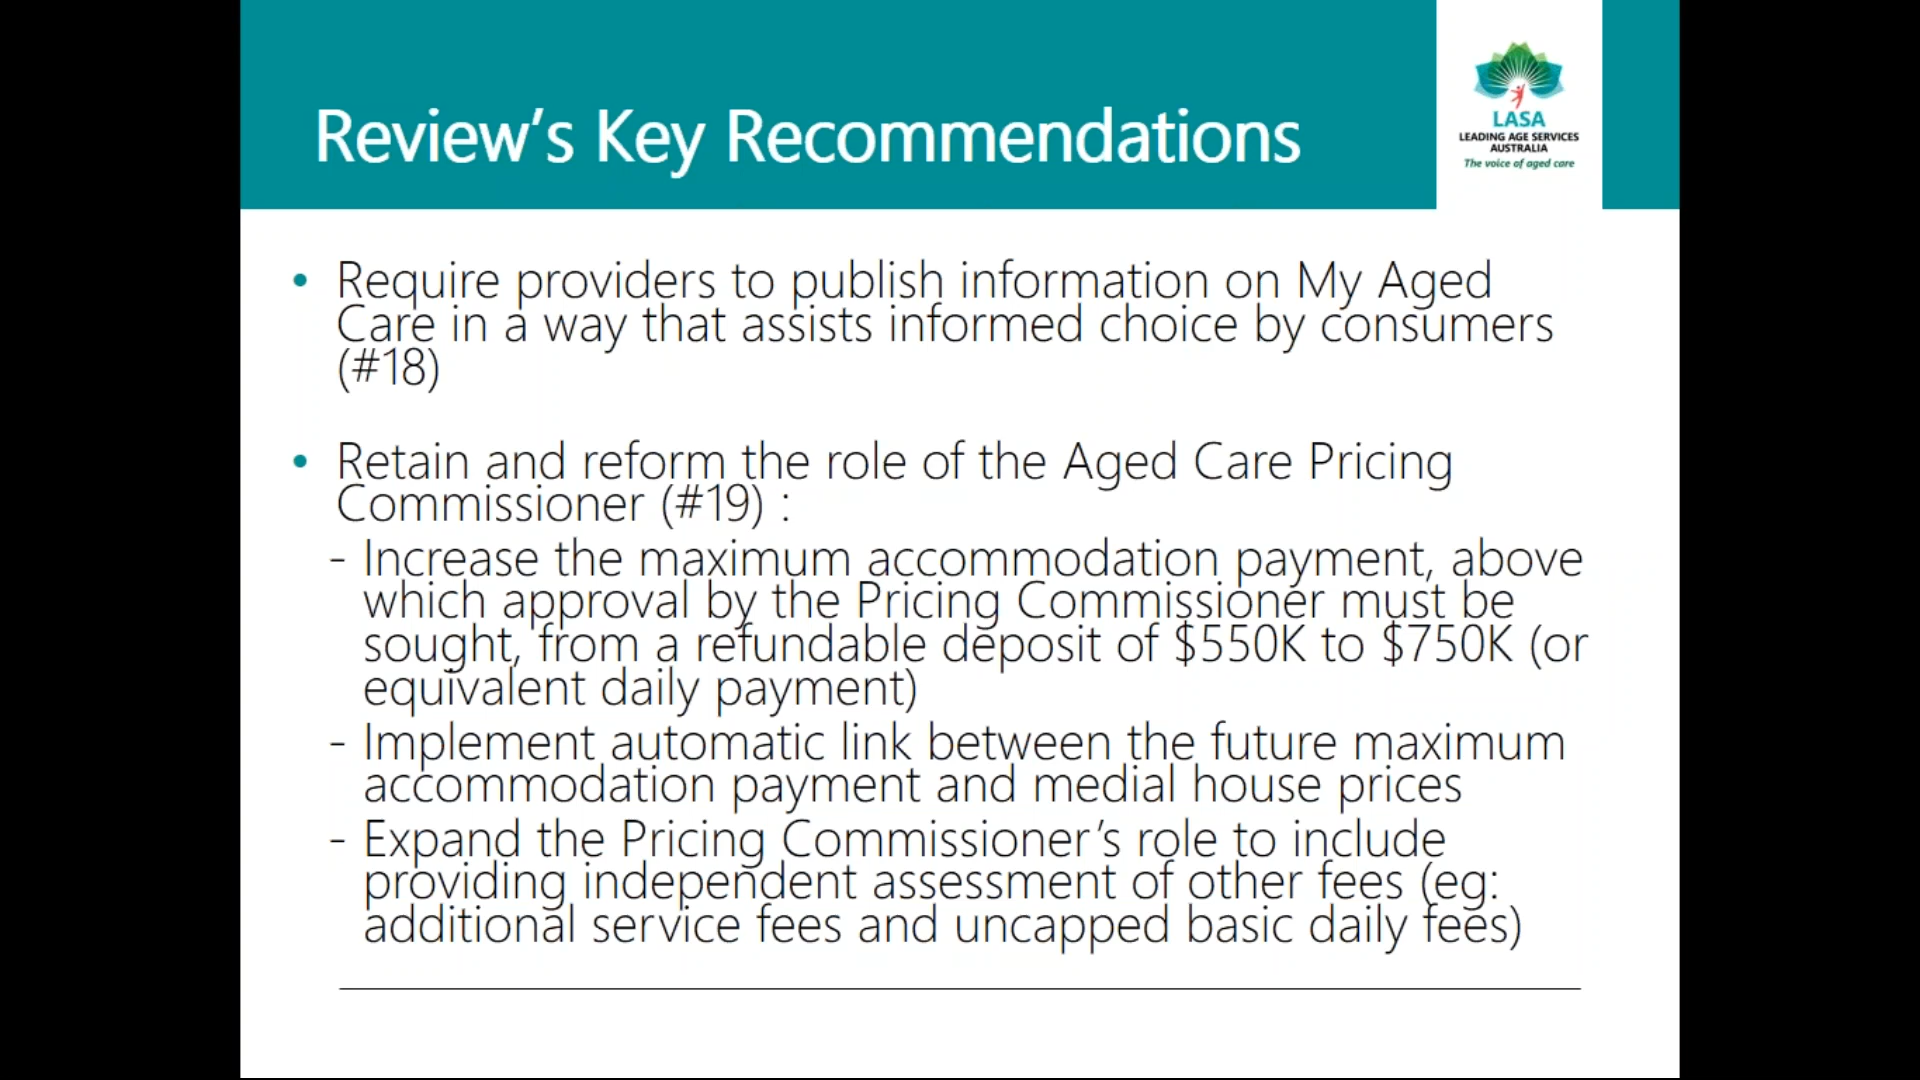 Review's Key Recommendations
LASA
LEADING AGE SERVICES
AUSTRALIA
The voice of aged care
• Require providers to publish information on My Aged
Care in a way that assists informed choice by consumers
(#18)
• Retain and reform the role of the Aged Care Pricing
Commissioner (#19) :
- Increase the maximum accommodation payment, above
which approval by the Pricing Commissioner must be
sought, from a refundable deposit of $550K to $750K (or
equivalent daily payment)
- Implement automatic link between the future maximum
accommodation payment and medial house prices
- Expand the Pricing Commissioner's role to include
providing independent assessment of other fees (eg:
additional service fees and uncapped basic daily fees)